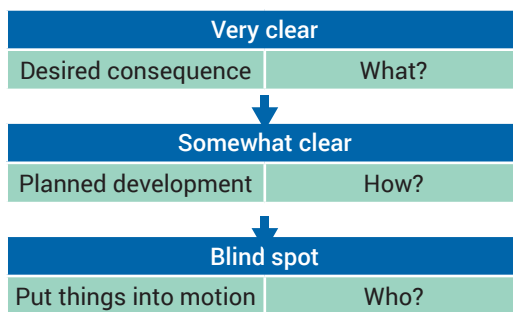 Very clear
Desired consequence What?
Somewhat clear
Planned development How?
Blind spot
Put things into motion Who?